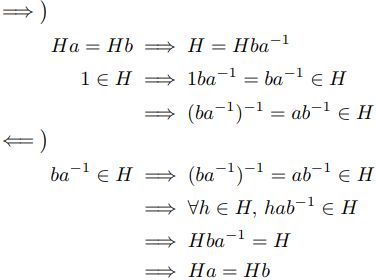 ⟹ )
Ha = Hb ⟹ H = Hba⁻¹
1 ∈ H ⟹ 1ba⁻¹ = ba⁻¹ ∈ H
⟹ (ba⁻¹)⁻¹ = ab⁻¹ ∈ H
⟸ )
ba⁻¹ ∈ H ⟹ (ba⁻¹)⁻¹ = ab⁻¹ ∈ H
⟹ ∀h ∈ H, hab⁻¹ ∈ H
⟹ Hba⁻¹ = H
⟹ Ha = Hb